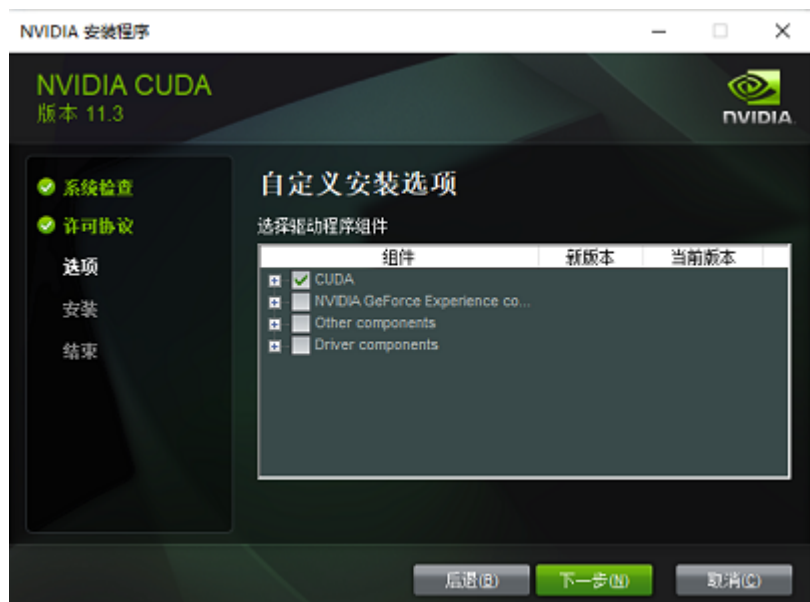 NVIDIA 安装程序
NVIDIA CUDA
版本 11.3
NVIDIA.
系统检查
许可协议
选项
安装
结束
自定义安装选项
选择驱动程序组件
组件 新版本 当前版本
CUDA
NVIDIA GeForce Experience co...
Other components
Driver components
后退(B) 下一步(N) 取消(C)